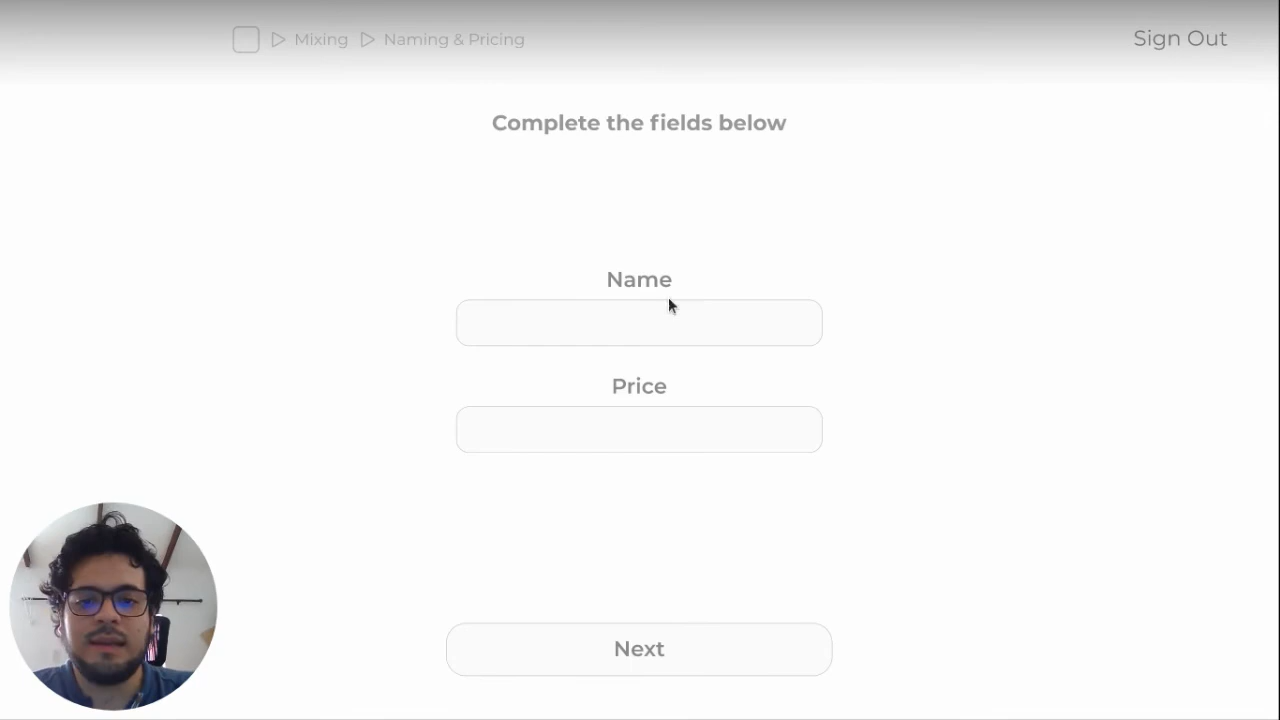 Mixing Naming & Pricing
Sign Out
Complete the fields below
Name
Price
Next